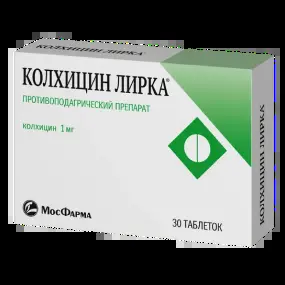 КОЛХИЦИН ЛИРКА®
ПРОТИВОПОДАГРИЧЕСКИЙ ПРЕПАРАТ
колхицин 1 мг
МосФарма
30 ТАБЛЕТОК